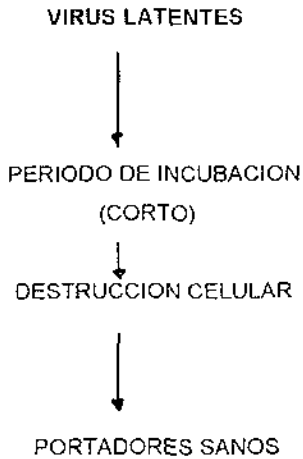 VIRUS LATENTES
PERIODO DE INCUBACION
(CORTO)
DESTRUCCION CELULAR
PORTADORES SANOS